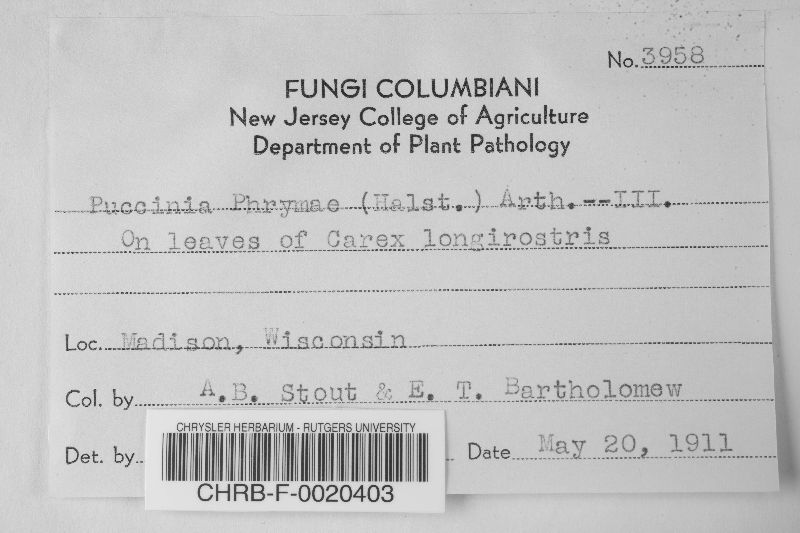 No. 3958
FUNGI COLUMBIANI
New Jersey College of Agriculture
Department of Plant Pathology
Puccinia Phrymae (Halst.) Arth.--III.
On leaves of Carex longirostris
Loc. Madison, Wisconsin
Col. by A.B. Stout & E. T. Bartholomew
CHRYSLER HERBARIUM - RUTGERS UNIVERSITY
Det. by Date May 20, 1911
CHRB-F-0020403